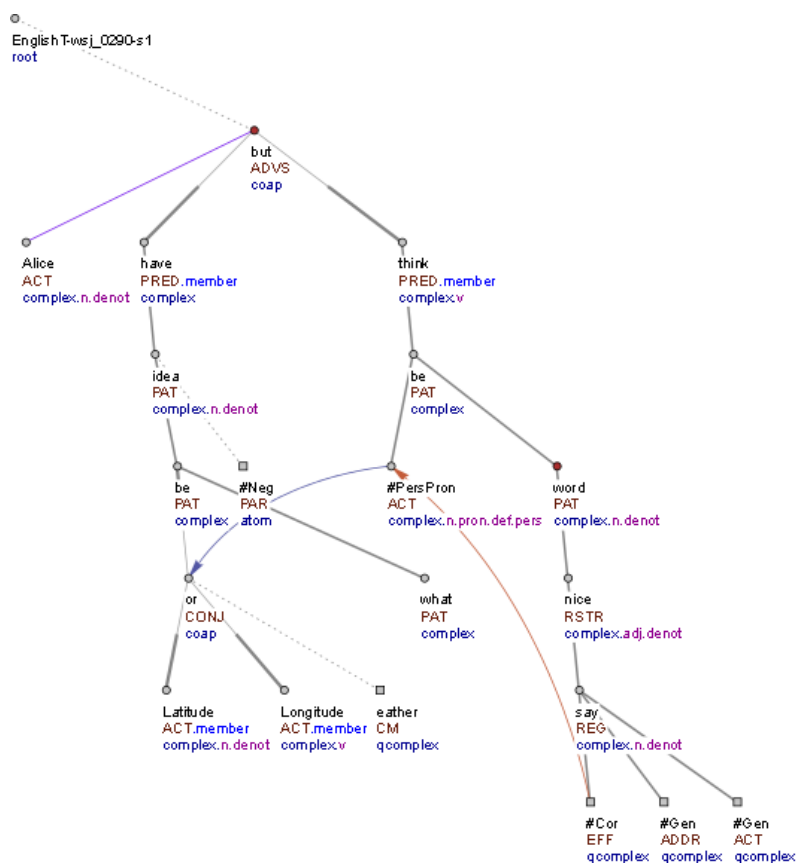 EnglishT-wsj_0290-s1
root
but
ADVS
coap
Alice
ACT
complex.n.denot
have
PRED.member
complex
think
PRED.member
complex.v
idea
PAT
complex.n.denot
be
PAT
complex
be
PAT
complex
#Neg
PAR
atom
#PersPron
ACT
complex.n.pron.def.pers
word
PAT
complex.n.denot
or
CONJ
coap
what
PAT
complex
nice
RSTR
complex.adj.denot
Latitude
ACT.member
complex.n.denot
Longitude
ACT.member
complex.v
eather
CM
qcomplex
say
REG
complex.n.denot
#Cor
EFF
qcomplex
#Gen
ADDR
qcomplex
#Gen
ACT
qcomplex